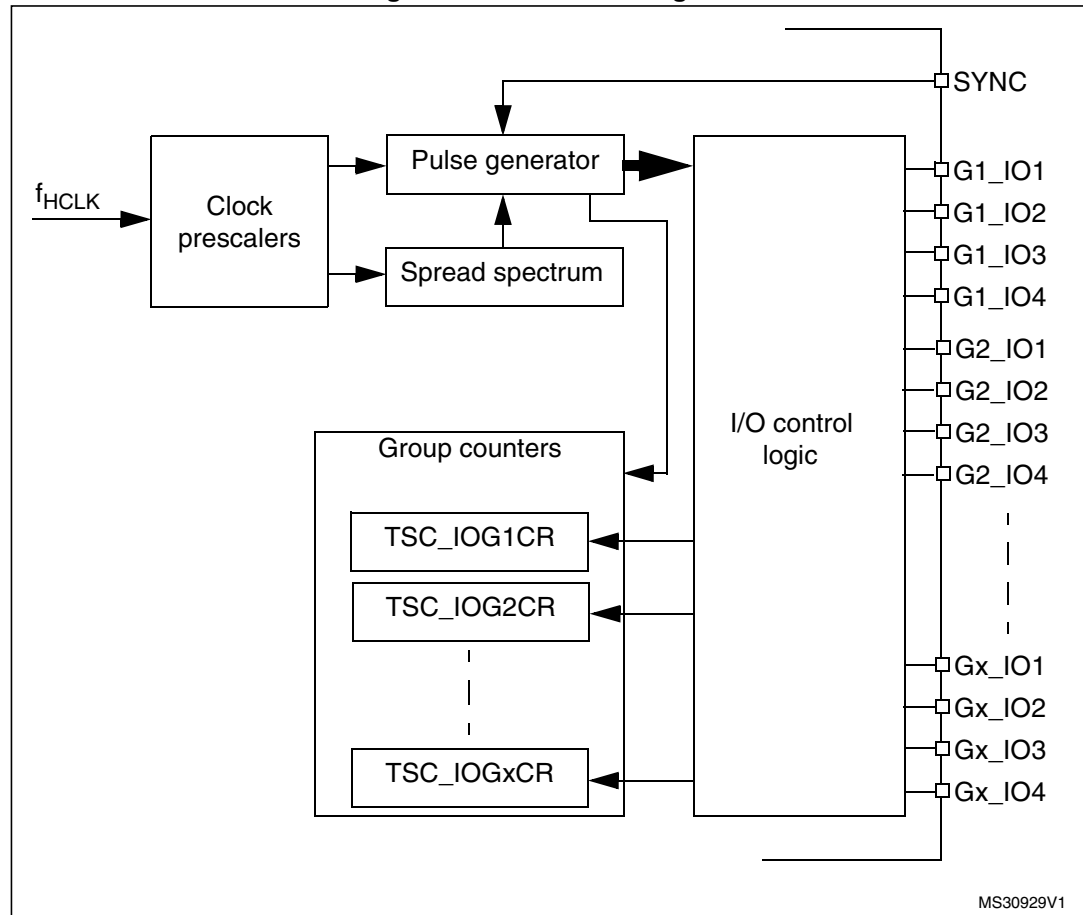 SYNC
Pulse generator
G1_IO1
fHCLK
Clock
prescalers
G1_IO2
G1_IO3
Spread spectrum
G1_IO4
G2_IO1
G2_IO2
I/O control
logic
G2_IO3
Group counters
G2_IO4
TSC_IOG1CR
TSC_IOG2CR
Gx_IO1
Gx_IO2
Gx_IO3
TSC_IOGxCR
Gx_IO4
MS30929V1